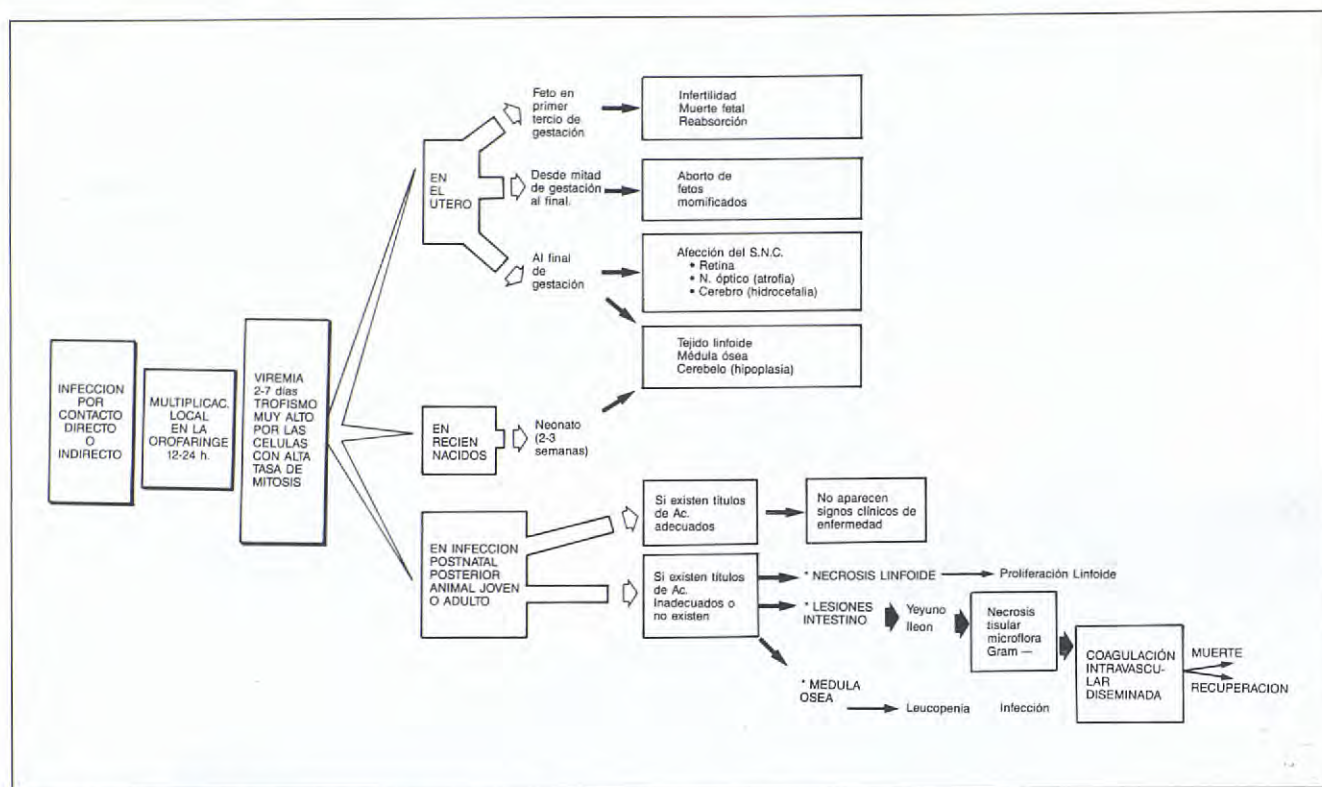 INFECCION
POR
CONTACTO
DIRECTO
O
INDIRECTO
MULTIPLICAC.
LOCAL
EN LA
OROFARINGE
12-24 h.
VIREMIA
2-7 días
TROFISMO
MUY ALTO
POR LAS
CELULAS
CON ALTA
TASA DE
MITOSIS
EN
EL
UTERO
Feto en
primer
tercio de
gestación
Infertilidad
Muerte fetal
Reabsorción
Desde mitad
de gestación
al final.
Aborto de
fetos
momificados
Al final
de
gestación
Afección del S.N.C.
• Retina
• N. óptico (atrofia)
• Cerebro (hidrocefalia)
Tejido linfoide
Médula ósea
Cerebelo (hipoplasia)
EN
RECIEN
NACIDOS
Neonato
(2-3
semanas)
EN INFECCION
POSTNATAL
POSTERIOR
ANIMAL JOVEN
O ADULTO
Si existen títulos
de Ac.
adecuados
No aparecen
signos clínicos de
enfermedad
Si existen títulos
de Ac.
Inadecuados o
no existen
* NECROSIS LINFOIDE
Proliferación Linfoide
* LESIONES
INTESTINO
Yeyuno
Ileon
Necrosis
tisular
microflora
Gram —
COAGULACIÓN
INTRAVASCU-
LAR
DISEMINADA
MUERTE
RECUPERACION
* MEDULA
OSEA
Leucopenia
Infección